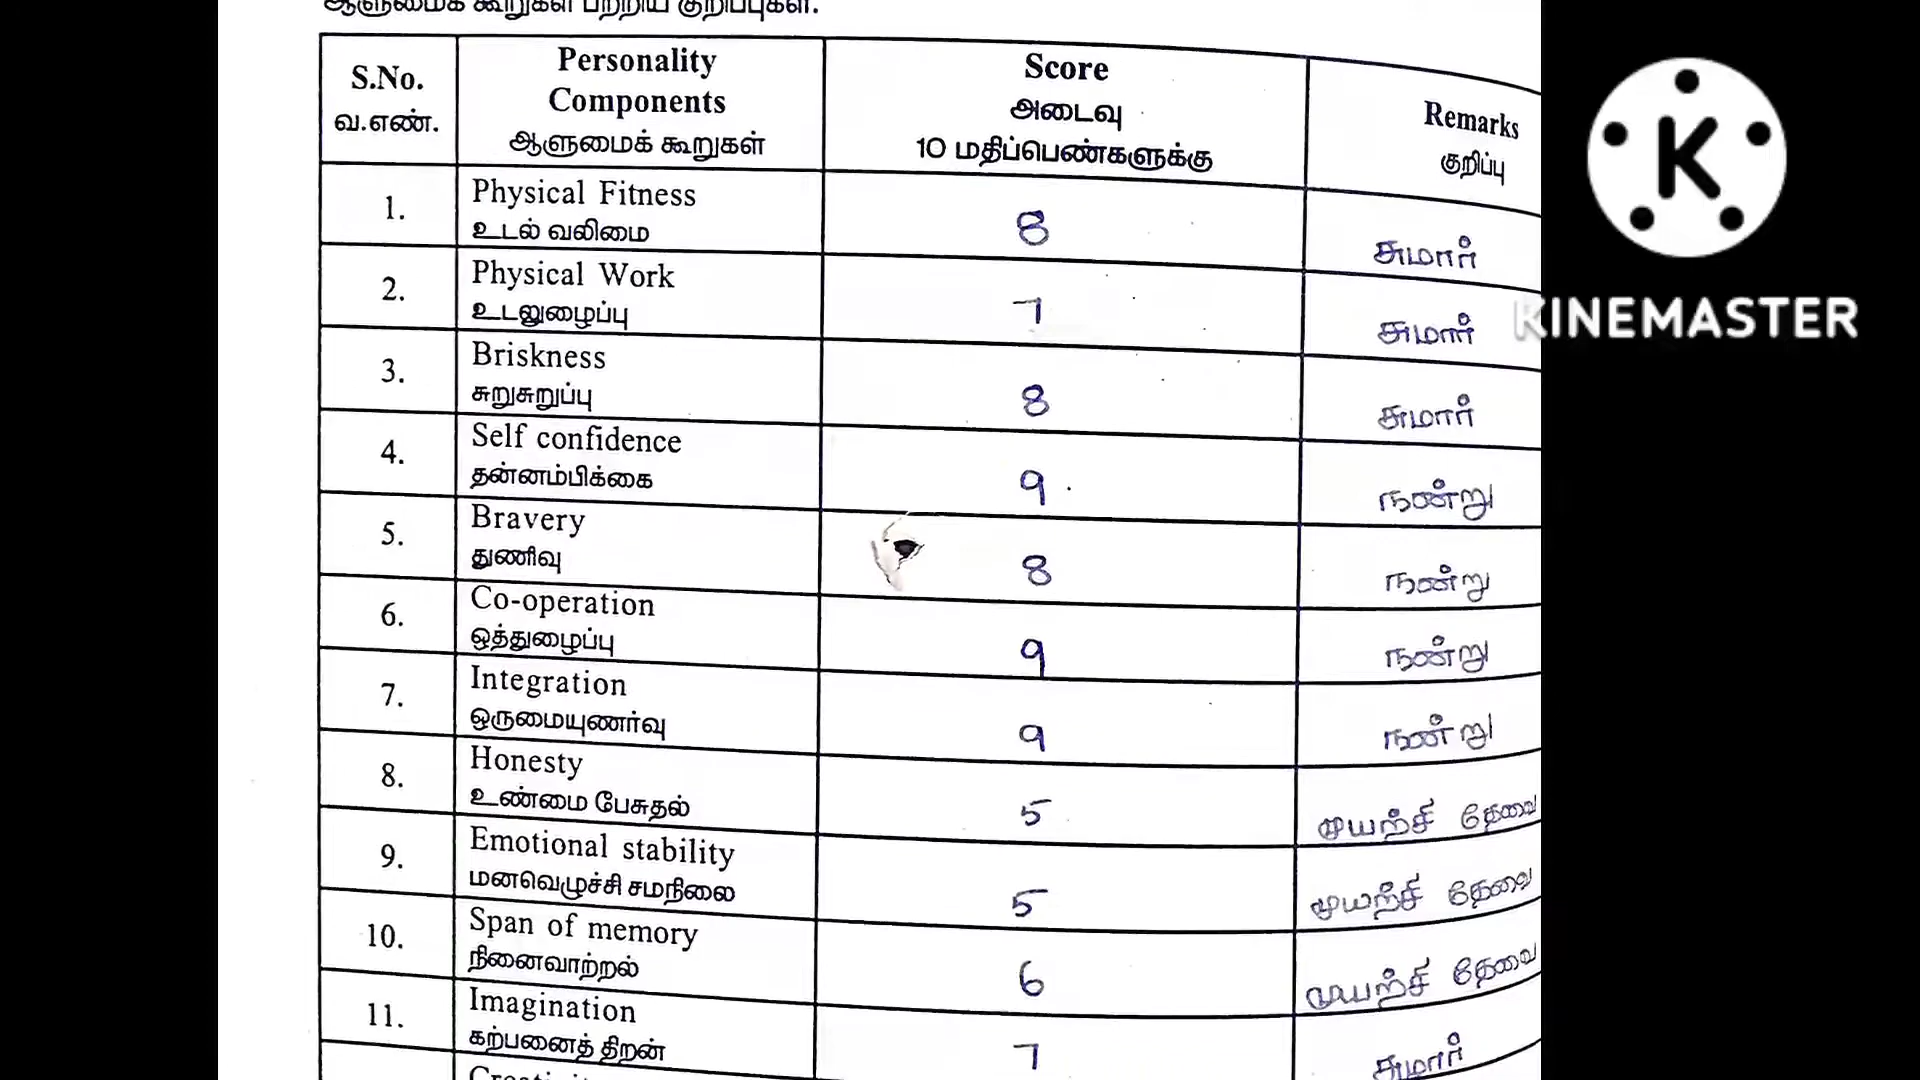 ஆளுமைக் கூறுகள் பற்றிய குறிப்புகள்.
S.No.
வ.எண்.
Personality
Components
ஆளுமைக் கூறுகள்
Score
அடைவு
10 மதிப்பெண்களுக்கு
Remarks
குறிப்பு
1.
Physical Fitness
உடல் வலிமை
8
சுமார்
2.
Physical Work
உடலுழைப்பு
7
சுமார்
3.
Briskness
சுறுசுறுப்பு
8
சுமார்
4.
Self confidence
தன்னம்பிக்கை
9
நன்று
5.
Bravery
துணிவு
8
நன்று
6.
Co-operation
ஒத்துழைப்பு
9
நன்று
7.
Integration
ஒருமையுணர்வு
9
நன்று
8.
Honesty
உண்மை பேசுதல்
5
முயற்சி தேவை
9.
Emotional stability
மனவெழுச்சி சமநிலை
5
முயற்சி தேவை
10.
Span of memory
நினைவாற்றல்
6
முயற்சி தேவை
11.
Imagination
கற்பனைத் திறன்
7
சுமார்
K
KINEMASTER